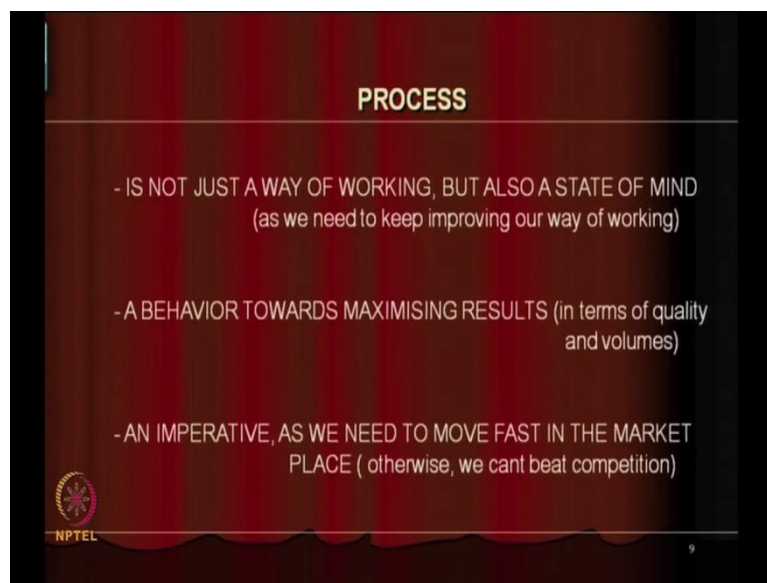 PROCESS
- IS NOT JUST A WAY OF WORKING, BUT ALSO A STATE OF MIND
(as we need to keep improving our way of working)
- A BEHAVIOR TOWARDS MAXIMISING RESULTS (in terms of quality
and volumes)
- AN IMPERATIVE, AS WE NEED TO MOVE FAST IN THE MARKET
PLACE ( otherwise, we cant beat competition)
NPTEL
9